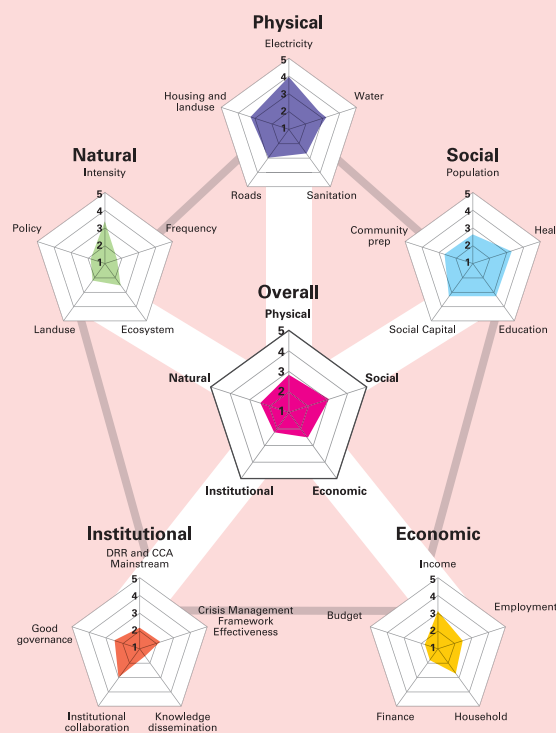 Physical
Electricity
5
4
3
2
1
Housing and
landuse
Water
Roads
Sanitation
Natural
Intensity
5
4
3
2
1
Policy
Frequency
Landuse
Ecosystem
Social
Population
5
4
3
2
1
Community
prep
Heal
Social Capital
Education
Overall
Physical
5
4
3
2
1
Natural
Social
Institutional
Economic
Institutional
DRR and CCA
Mainstream
5
4
3
2
1
Good
governance
Crisis Management
Framework
Effectiveness
Institutional
collaboration
Knowledge
dissemination
Economic
Income
5
4
3
2
1
Budget
Employment
Finance
Household